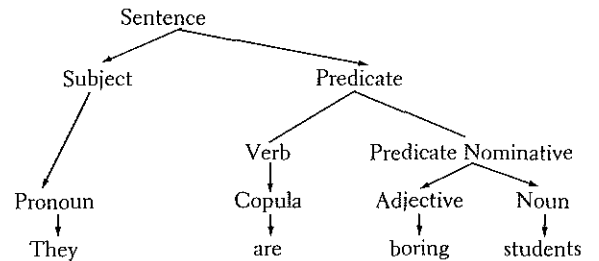 Sentence
Subject Predicate
Verb Predicate Nominative
Pronoun Copula Adjective Noun
They are boring students